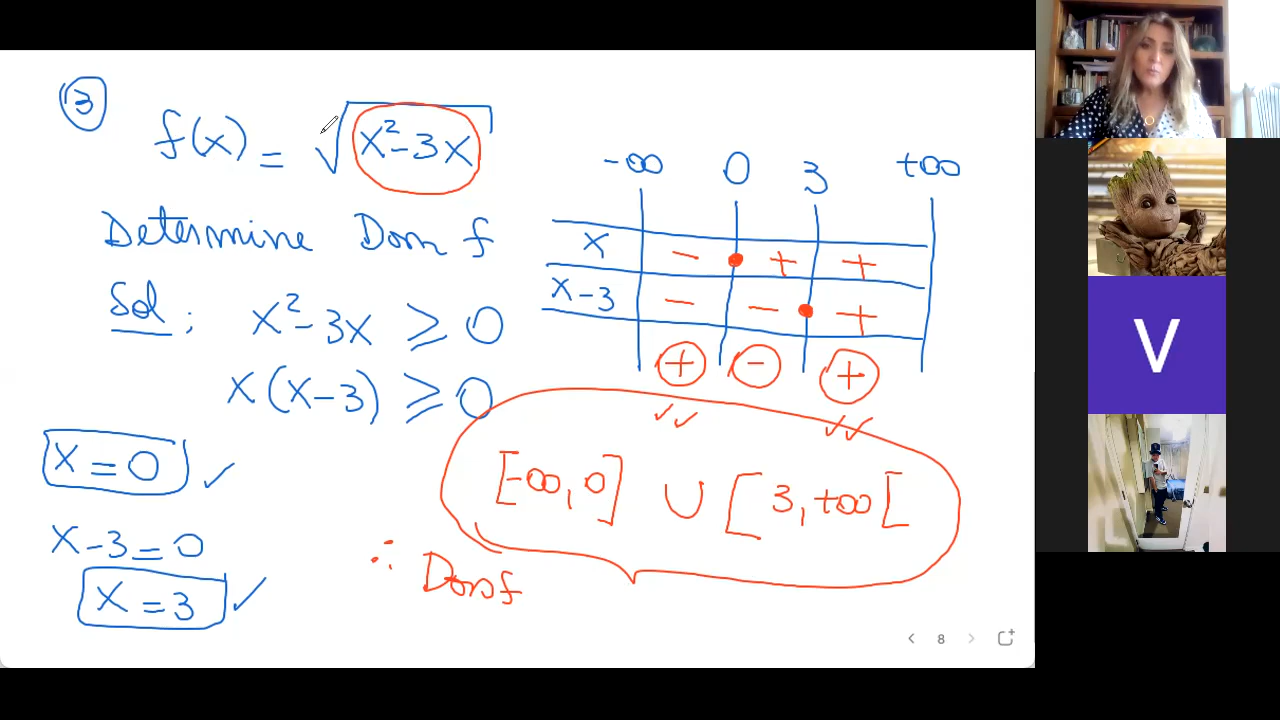 ③
f(x) = √x²-3x
Determine Dom f
Sol: x²-3x ≥ 0
x(x-3) ≥ 0
x = 0 ✓
x-3=0
x = 3 ✓
-∞ 0 3 +∞
x - + +
x-3 - - +
+ - +
✓✓ ✓✓
[-∞, 0] ∪ [3, +∞[
∴ Dom f
8
V